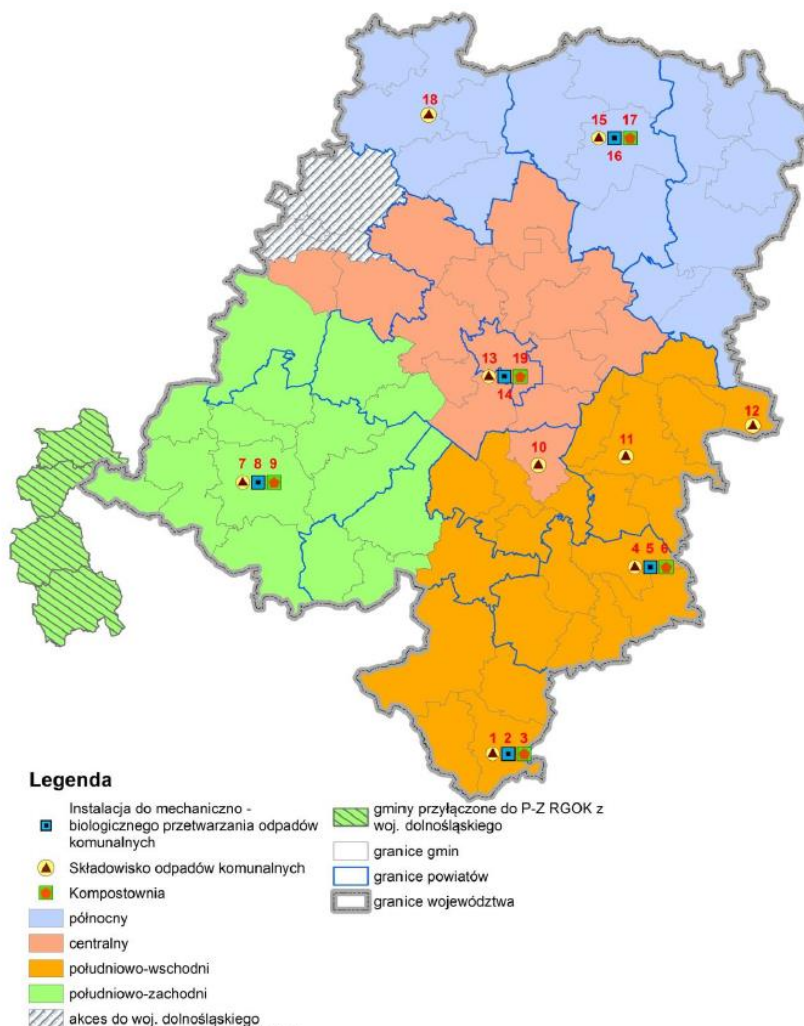 18
15 17
16
13 19
14
12
10
11
7 8 9
4 5 6
1 2 3
Legenda
Instalacja do mechaniczno -
biologicznego przetwarzania odpadów
komunalnych
Składowisko odpadów komunalnych
Kompostownia
północny
centralny
południowo-wschodni
południowo-zachodni
akces do woj. dolnośląskiego
gminy przyłączone do P-Z RGOK z
woj. dolnośląskiego
granice gmin
granice powiatów
granice województwa